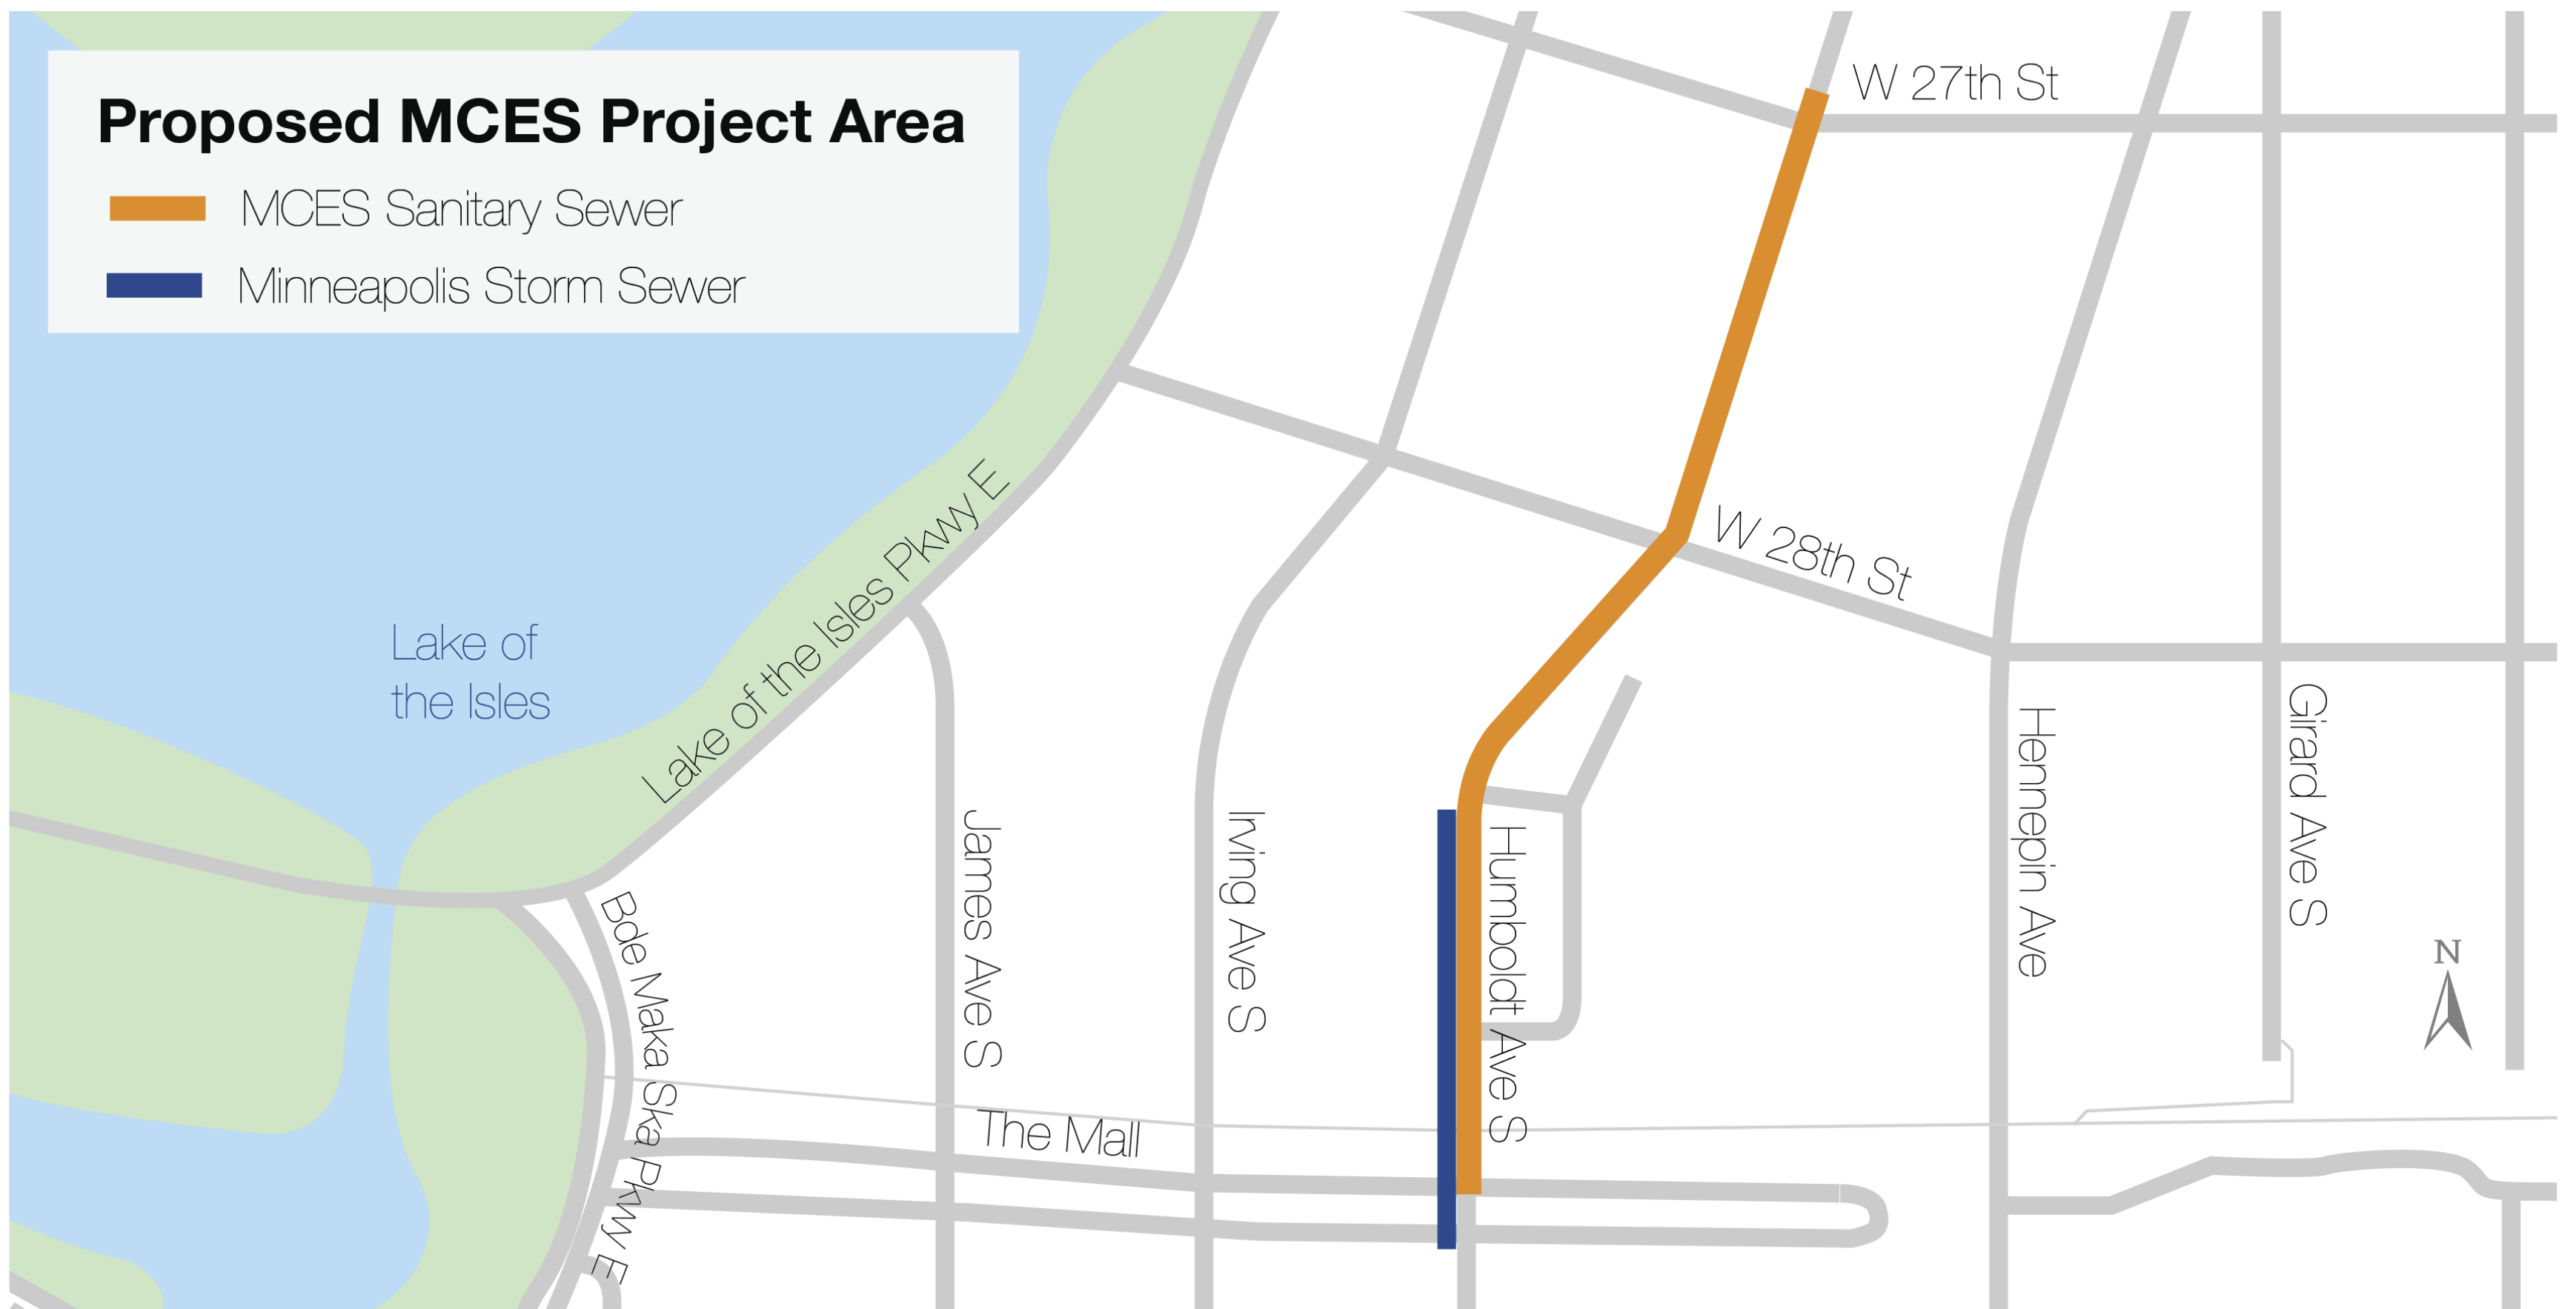 Proposed MCES Project Area
MCES Sanitary Sewer
Minneapolis Storm Sewer
W 27th St
W 28th St
Lake of the Isles Pkwy E
Lake of
the Isles
James Ave S
Irving Ave S
Humboldt Ave S
Hennepin Ave
Girard Ave S
Bde Maka Ska Pkwy E
The Mall
N